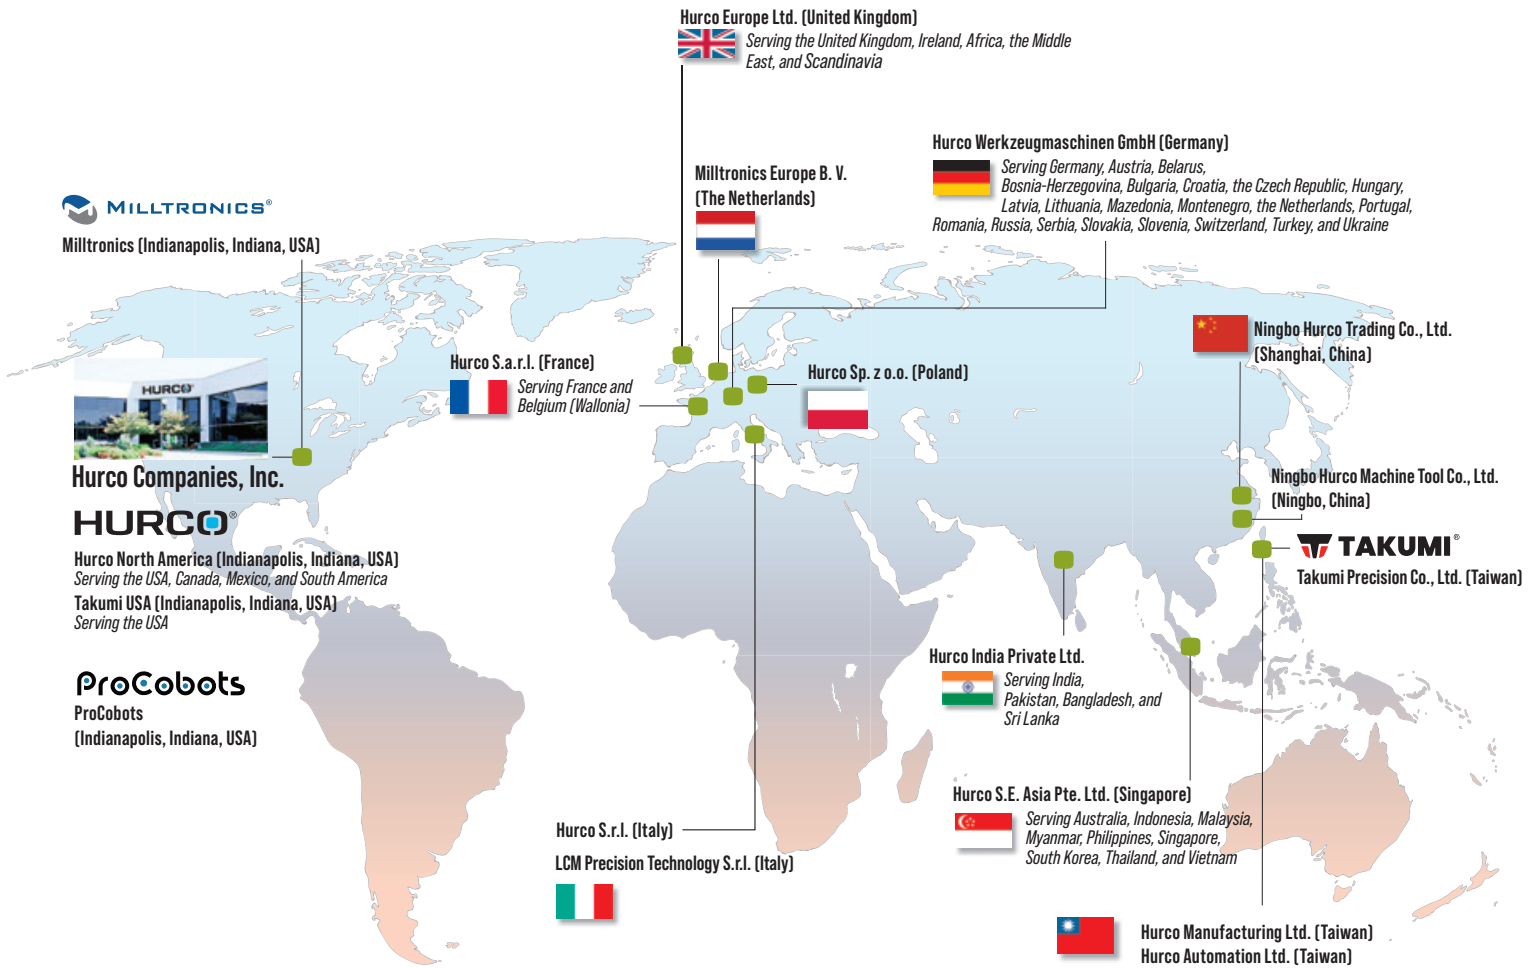 Hurco Europe Ltd. (United Kingdom)
Serving the United Kingdom, Ireland, Africa, the Middle
East, and Scandinavia
Hurco Werkzeugmaschinen GmbH (Germany)
Serving Germany, Austria, Belarus,
Bosnia-Herzegovina, Bulgaria, Croatia, the Czech Republic, Hungary,
Latvia, Lithuania, Mazedonia, Montenegro, the Netherlands, Portugal,
Romania, Russia, Serbia, Slovakia, Slovenia, Switzerland, Turkey, and Ukraine
Milltronics Europe B. V.
(The Netherlands)
MILLTRONICS®
Milltronics (Indianapolis, Indiana, USA)
Ningbo Hurco Trading Co., Ltd.
(Shanghai, China)
Hurco S.a.r.l. (France)
Serving France and
Belgium (Wallonia)
Hurco Sp. z o.o. (Poland)
HURCO
Hurco Companies, Inc.
Ningbo Hurco Machine Tool Co., Ltd.
(Ningbo, China)
HURCO®
Hurco North America (Indianapolis, Indiana, USA)
Serving the USA, Canada, Mexico, and South America
Takumi USA (Indianapolis, Indiana, USA)
Serving the USA
TAKUMI®
Takumi Precision Co., Ltd. (Taiwan)
ProCobots
ProCobots
(Indianapolis, Indiana, USA)
Hurco India Private Ltd.
Serving India,
Pakistan, Bangladesh, and
Sri Lanka
Hurco S.E. Asia Pte. Ltd. (Singapore)
Serving Australia, Indonesia, Malaysia,
Myanmar, Philippines, Singapore,
South Korea, Thailand, and Vietnam
Hurco S.r.l. (Italy)
LCM Precision Technology S.r.l. (Italy)
Hurco Manufacturing Ltd. (Taiwan)
Hurco Automation Ltd. (Taiwan)